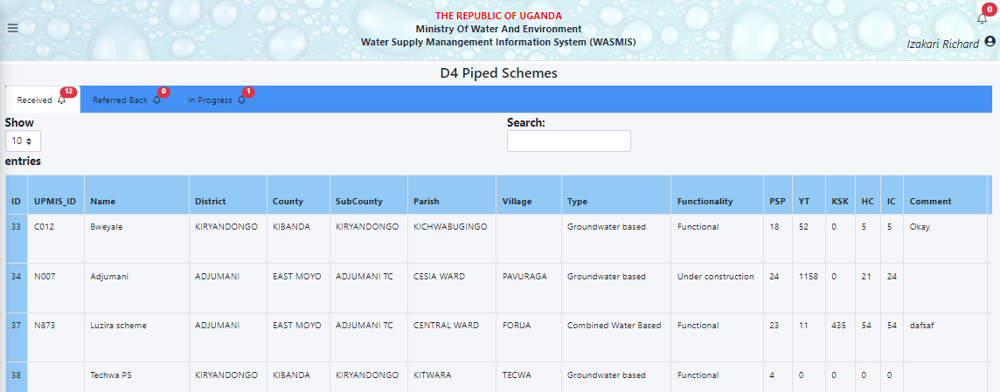 THE REPUBLIC OF UGANDA
0
Ministry Of Water And Environment
Water Supply Manangement Information System (WASMIS)
Izakari Richard
D4 Piped Schemes
Received 12 Referred Back 0 In Progress 1
Show Search:
10
entries
ID UPMIS_ID Name District County SubCounty Parish Village Type Functionality PSP YT KSK HC IC Comment
33 C012 Bweyale KIRYANDONGO KIBANDA KIRYANDONGO KICHWABUGINGO Groundwater based Functional 18 52 0 5 5 Okay
34 N007 Adjumani ADJUMANI EAST MOYO ADJUMANI TC CESIA WARD PAVURAGA Groundwater based Under construction 24 1158 0 21 24
37 N873 Luzira scheme ADJUMANI EAST MOYO ADJUMANI TC CENTRAL WARD FORUA Combined Water Based Functional 23 11 435 54 54 dafsaf
38 Techwa PS KIRYANDONGO KIBANDA KIRYANDONGO KITWARA TECWA Groundwater based Functional 4 0 0 0 0